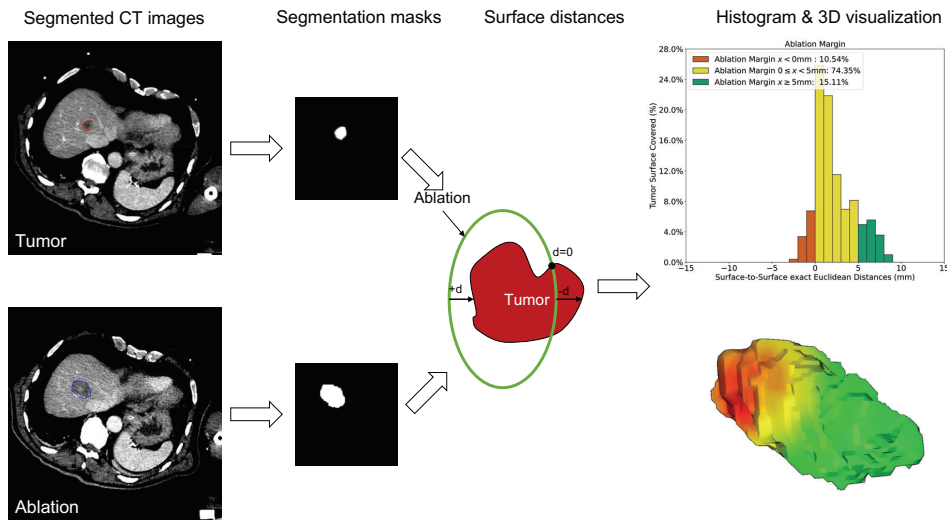 Segmented CT images
Segmentation masks
Surface distances
Histogram & 3D visualization
Tumor
Ablation
Ablation
d=0
+d
Tumor
-d
Ablation Margin
Ablation Margin x < 0mm : 10.54%
Ablation Margin 0 ≤ x < 5mm: 74.35%
Ablation Margin x ≥ 5mm: 15.11%
Tumor Surface Covered (%)
28.0%
24.0%
20.0%
16.0%
12.0%
8.0%
4.0%
0.0%
−15 −10 −5 0 5 10 15
Surface-to-Surface exact Euclidean Distances (mm)